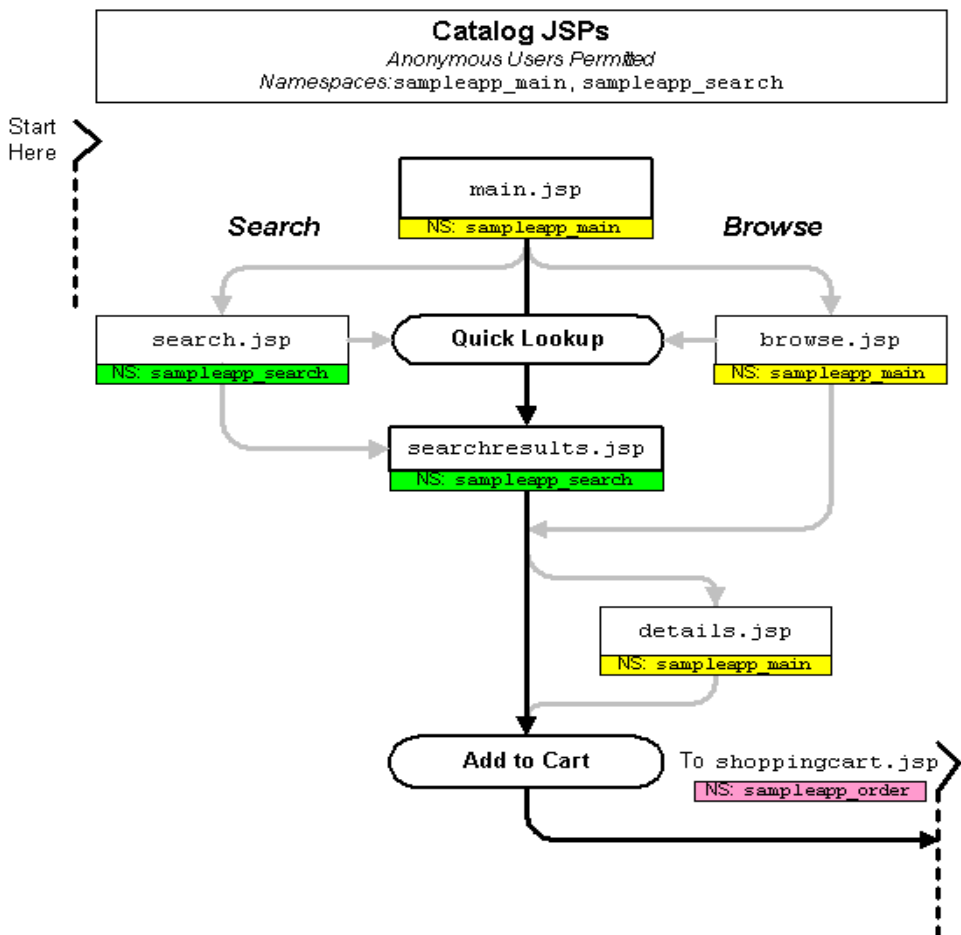 Catalog JSPs
Anonymous Users Permitted
Namespaces: sampleapp_main, sampleapp_search
Start
Here
main.jsp
NS: sampleapp_main
Search
Browse
search.jsp
NS: sampleapp_search
Quick Lookup
browse.jsp
NS: sampleapp_main
searchresults.jsp
NS: sampleapp_search
details.jsp
NS: sampleapp_main
Add to Cart
To shoppingcart.jsp
NS: sampleapp_order